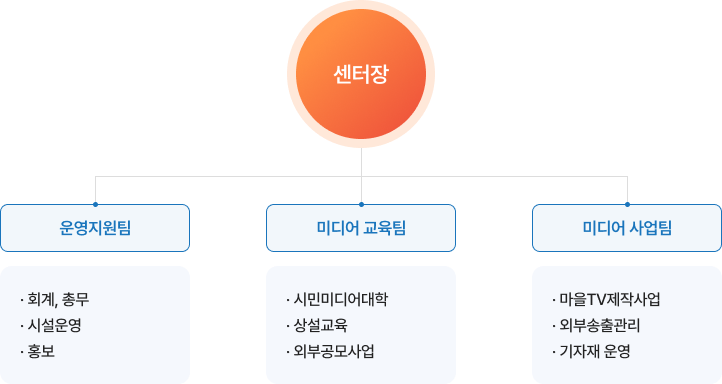 센터장
운영지원팀
· 회계, 총무
· 시설운영
· 홍보
미디어 교육팀
· 시민미디어대학
· 상설교육
· 외부공모사업
미디어 사업팀
· 마을TV제작사업
· 외부송출관리
· 기자재 운영